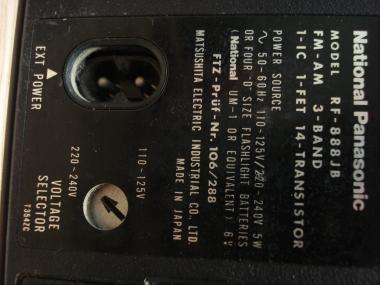 National Panasonic
MODEL RF-888LB
FM-AM 3-BAND
1-IC 1-FET 14-TRANSISTOR
POWER SOURCE
∿ 50-60Hz 110-125V/220-240V 5W
OR FOUR "D" SIZE FLASHLIGHT BATTERIES
(National UM-1 OR EQUIVALENT) 6V
FTZ-Prüf-Nr. 106/288
MATSUSHITA ELECTRIC INDUSTRIAL CO., LTD.
MADE IN JAPAN
EXT POWER
110-125V
220-240V
VOLTAGE
SELECTOR
T354ZC